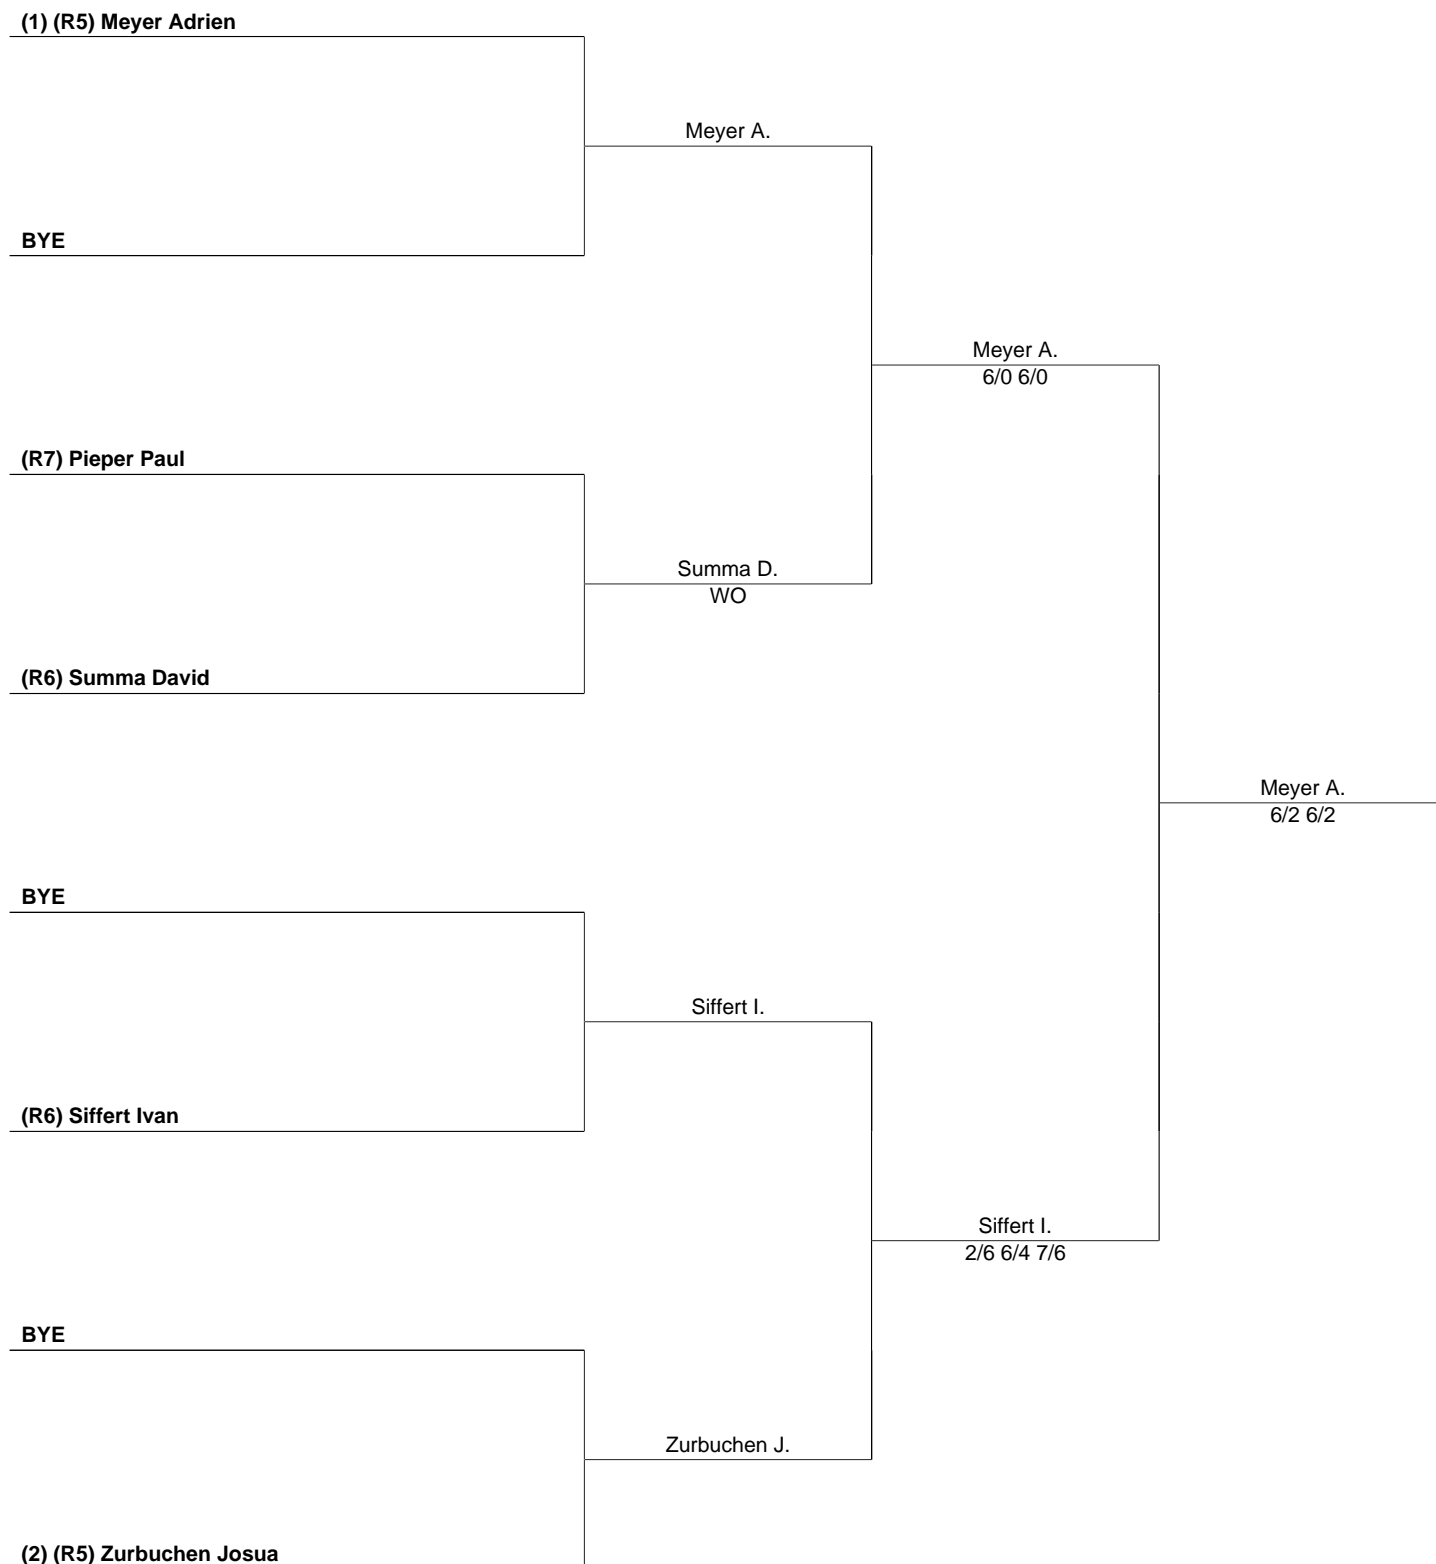 (1) (R5) Meyer Adrien
Meyer A.
BYE
Meyer A.
6/0 6/0
(R7) Pieper Paul
Summa D.
WO
(R6) Summa David
Meyer A.
6/2 6/2
BYE
Siffert I.
(R6) Siffert Ivan
Siffert I.
2/6 6/4 7/6
BYE
Zurbuchen J.
(2) (R5) Zurbuchen Josua